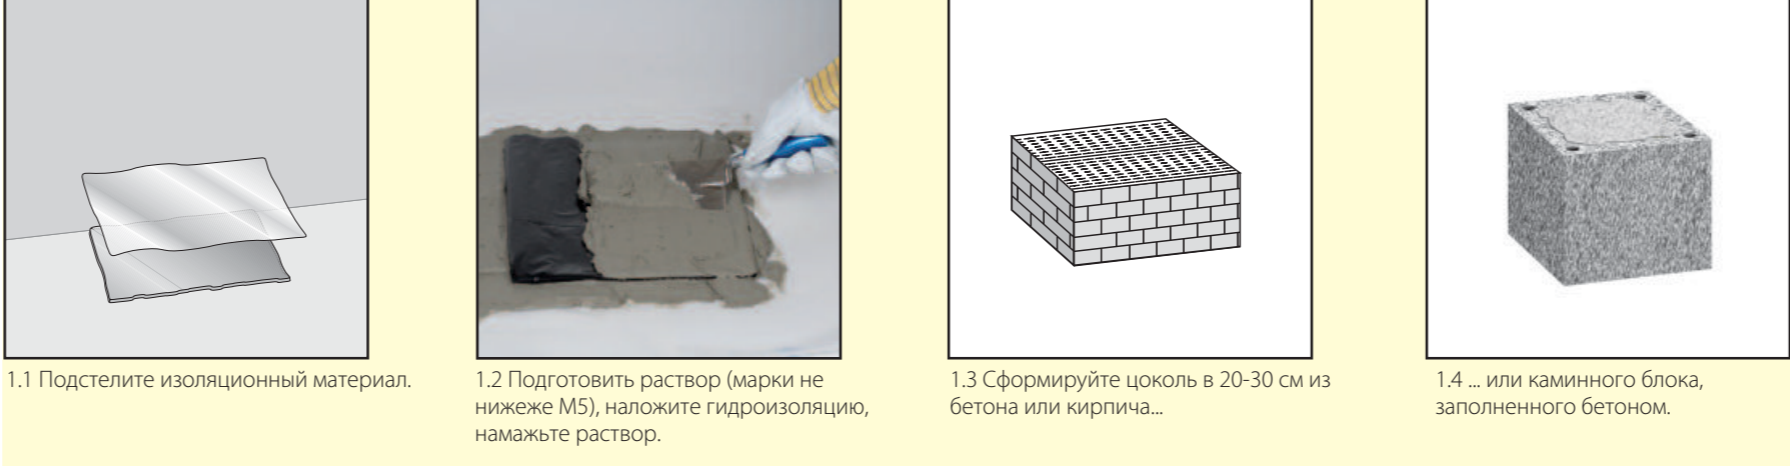 1.1 Подстелите изоляционный материал.
1.2 Подготовить раствор (марки не
нижеже М5), наложите гидроизоляцию,
намажьте раствор.
1.3 Сформируйте цоколь в 20-30 см из
бетона или кирпича...
1.4 ... или каминного блока,
заполненного бетоном.